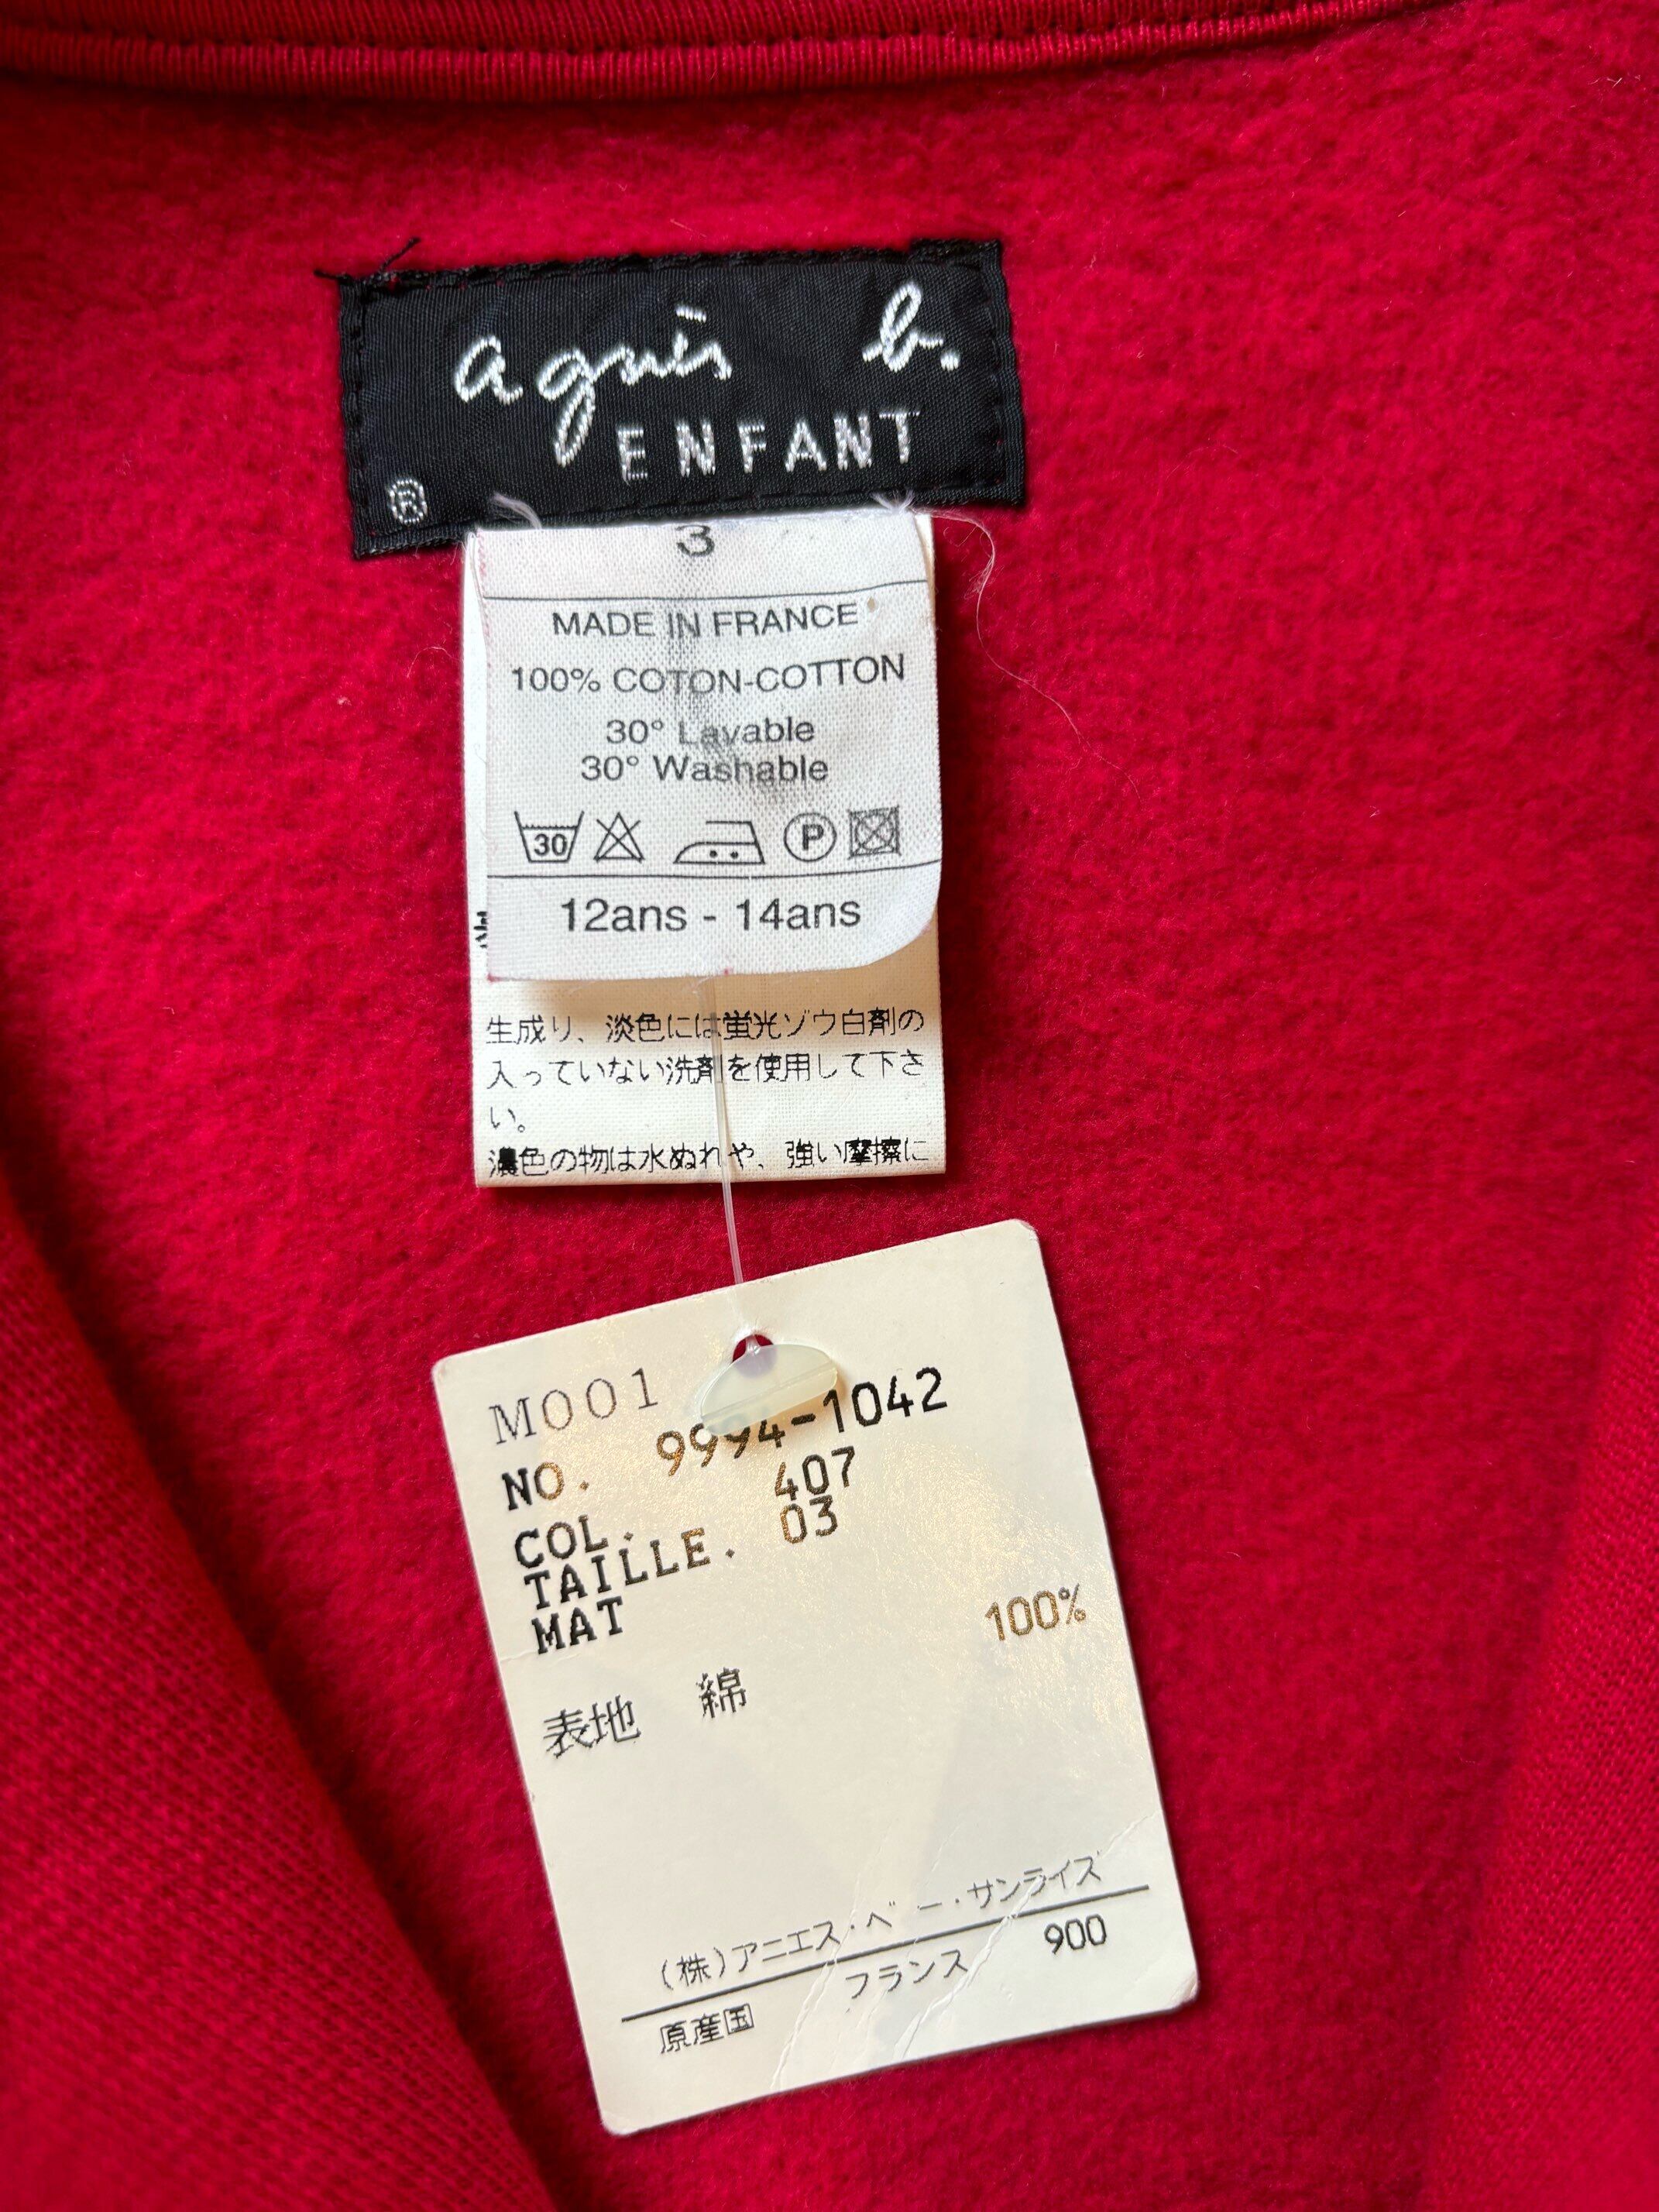 agnès b.
ENFANT
®
3
MADE IN FRANCE
100% COTON-COTTON
30° Lavable
30° Washable
30 P
12ans - 14ans
生成り、淡色には蛍光ゾウ白剤の
入っていない洗剤を使用して下さ
い。
濃色の物は水ぬれや、強い摩擦に
M001
NO. 9994-1042
COL. 407
TAILLE. 03
MAT
表地 綿 100%
(株)アニエス・ベー・サンライズ
原産国 フランス 900